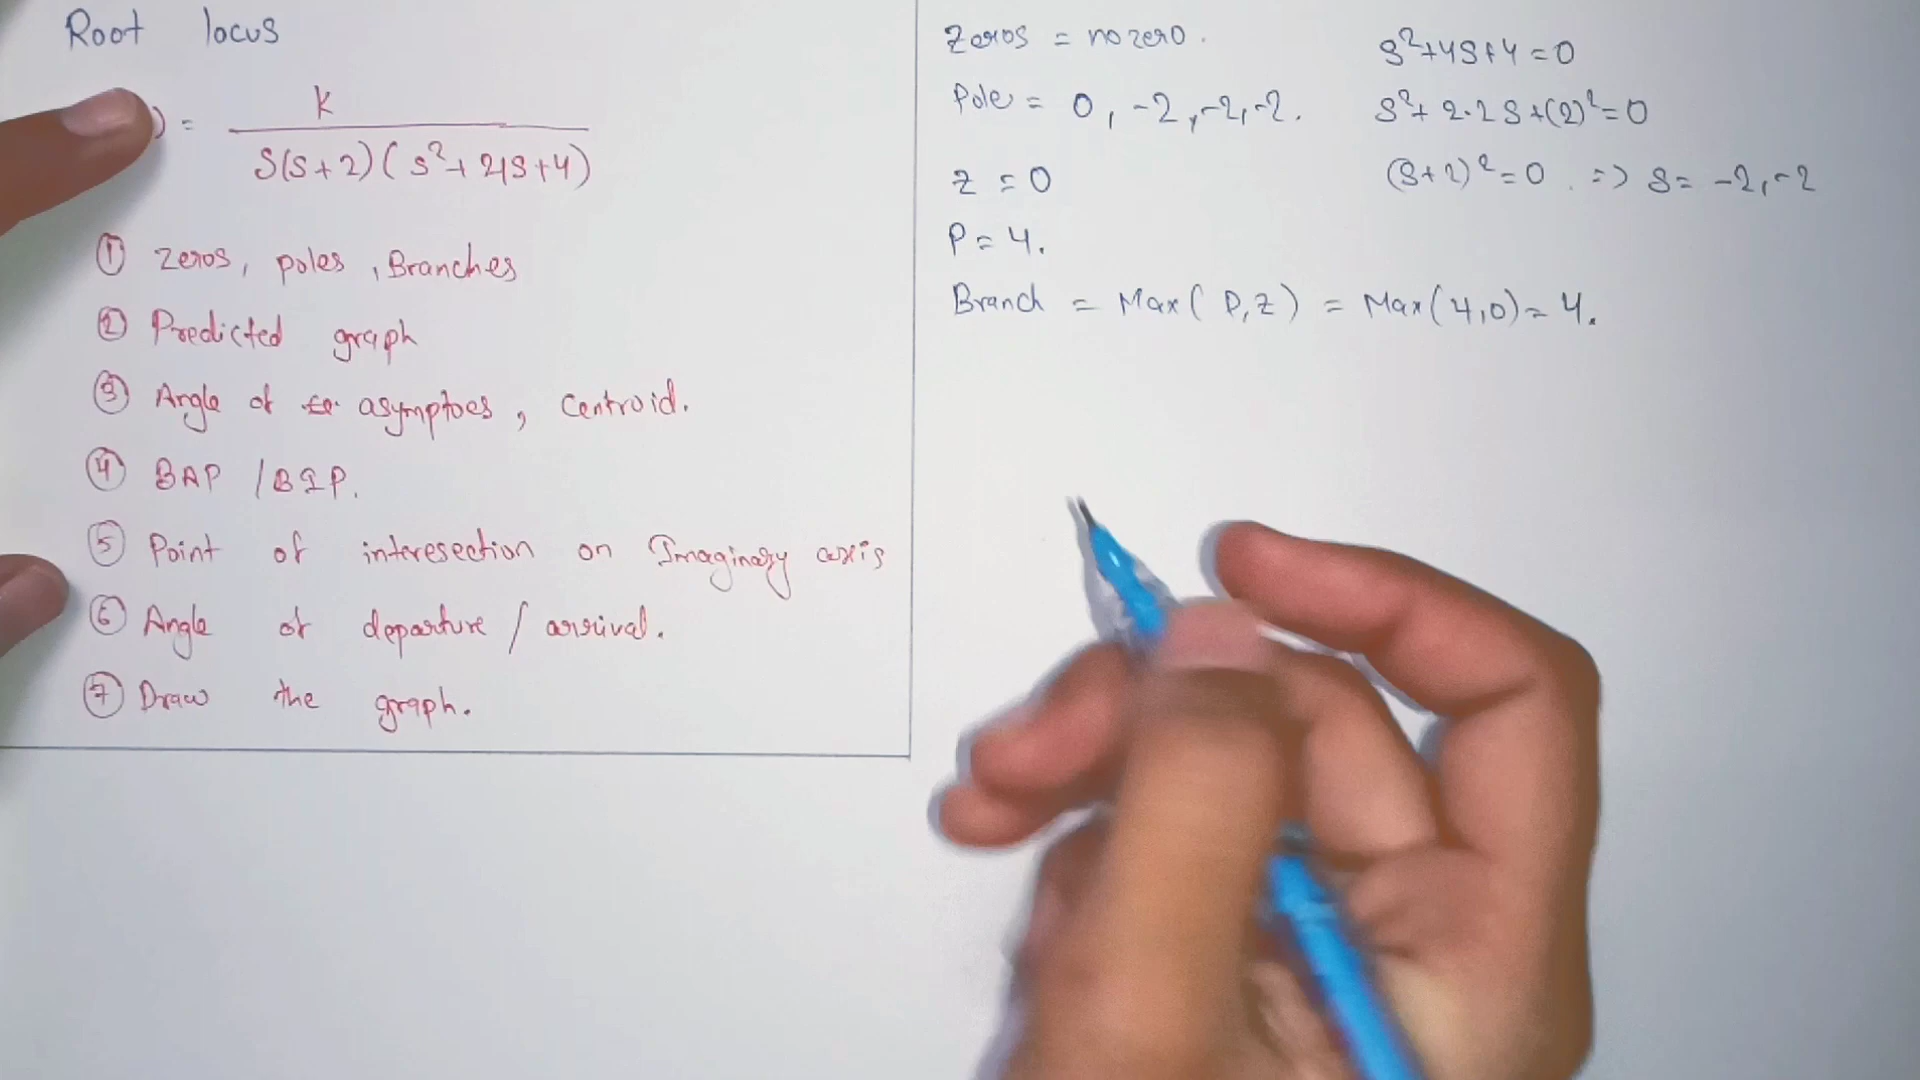 Root locus
) =
K
S(S+2)(S²+2S+4)
① Zeros, poles, Branches
② Predicted graph
③ Angle of asymptoes, Centroid.
④ BAP / BIP.
⑤ Point of interesection on Imaginary axis
⑥ Angle of departure / arrival.
⑦ Draw the graph.
Zeros = no zero.
Pole = 0, -2, -2, -2.
Z = 0
P = 4.
Branch = Max( P, Z ) = Max( 4, 0 ) = 4.
S²+4S+4=0
S²+2·2S+(2)²=0
(S+2)²=0. => S= -2, -2